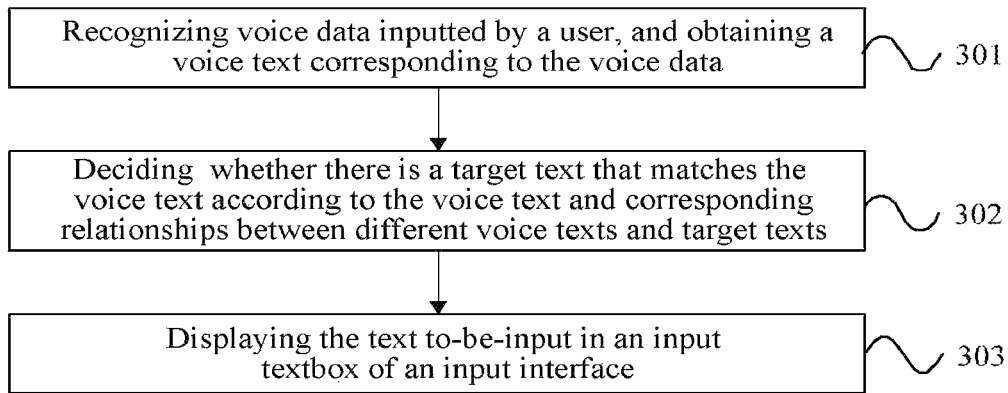 Recognizing voice data inputted by a user, and obtaining a
voice text corresponding to the voice data
301
Deciding whether there is a target text that matches the
voice text according to the voice text and corresponding
relationships between different voice texts and target texts
302
Displaying the text to-be-input in an input
textbox of an input interface
303